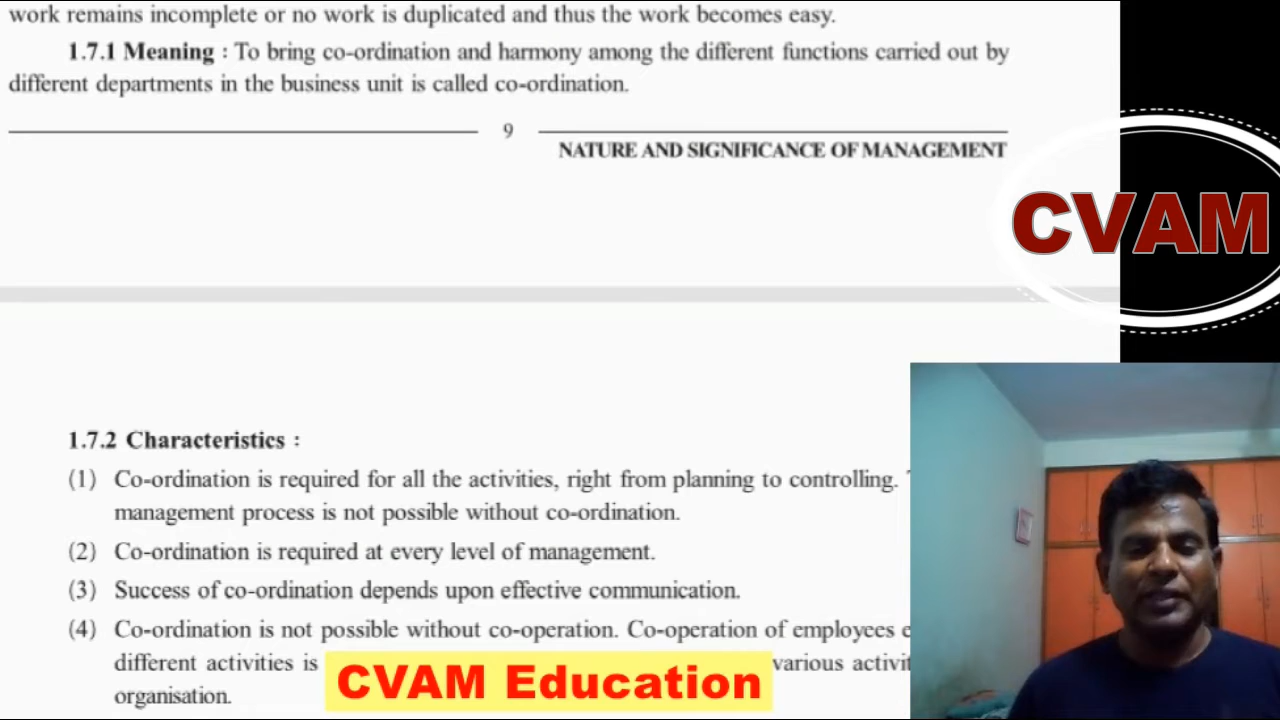 work remains incomplete or no work is duplicated and thus the work becomes easy.
1.7.1 Meaning : To bring co-ordination and harmony among the different functions carried out by
different departments in the business unit is called co-ordination.
9
NATURE AND SIGNIFICANCE OF MANAGEMENT
CVAM
1.7.2 Characteristics :
(1) Co-ordination is required for all the activities, right from planning to controlling.
management process is not possible without co-ordination.
(2) Co-ordination is required at every level of management.
(3) Success of co-ordination depends upon effective communication.
(4) Co-ordination is not possible without co-operation. Co-operation of employees
different activities is various
organisation.
CVAM Education